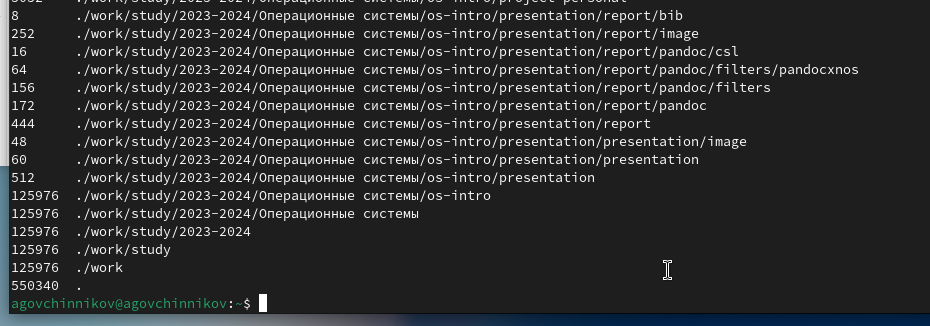 8 ./work/study/2023-2024/Операционные системы/os-intro/presentation/report/bib
252 ./work/study/2023-2024/Операционные системы/os-intro/presentation/report/image
16 ./work/study/2023-2024/Операционные системы/os-intro/presentation/report/pandoc/csl
64 ./work/study/2023-2024/Операционные системы/os-intro/presentation/report/pandoc/filters/pandocxnos
156 ./work/study/2023-2024/Операционные системы/os-intro/presentation/report/pandoc/filters
172 ./work/study/2023-2024/Операционные системы/os-intro/presentation/report/pandoc
444 ./work/study/2023-2024/Операционные системы/os-intro/presentation/report
48 ./work/study/2023-2024/Операционные системы/os-intro/presentation/presentation/image
60 ./work/study/2023-2024/Операционные системы/os-intro/presentation/presentation
512 ./work/study/2023-2024/Операционные системы/os-intro/presentation
125976 ./work/study/2023-2024/Операционные системы/os-intro
125976 ./work/study/2023-2024/Операционные системы
125976 ./work/study/2023-2024
125976 ./work/study
125976 ./work
550340 .
agovchinnikov@agovchinnikov:~$